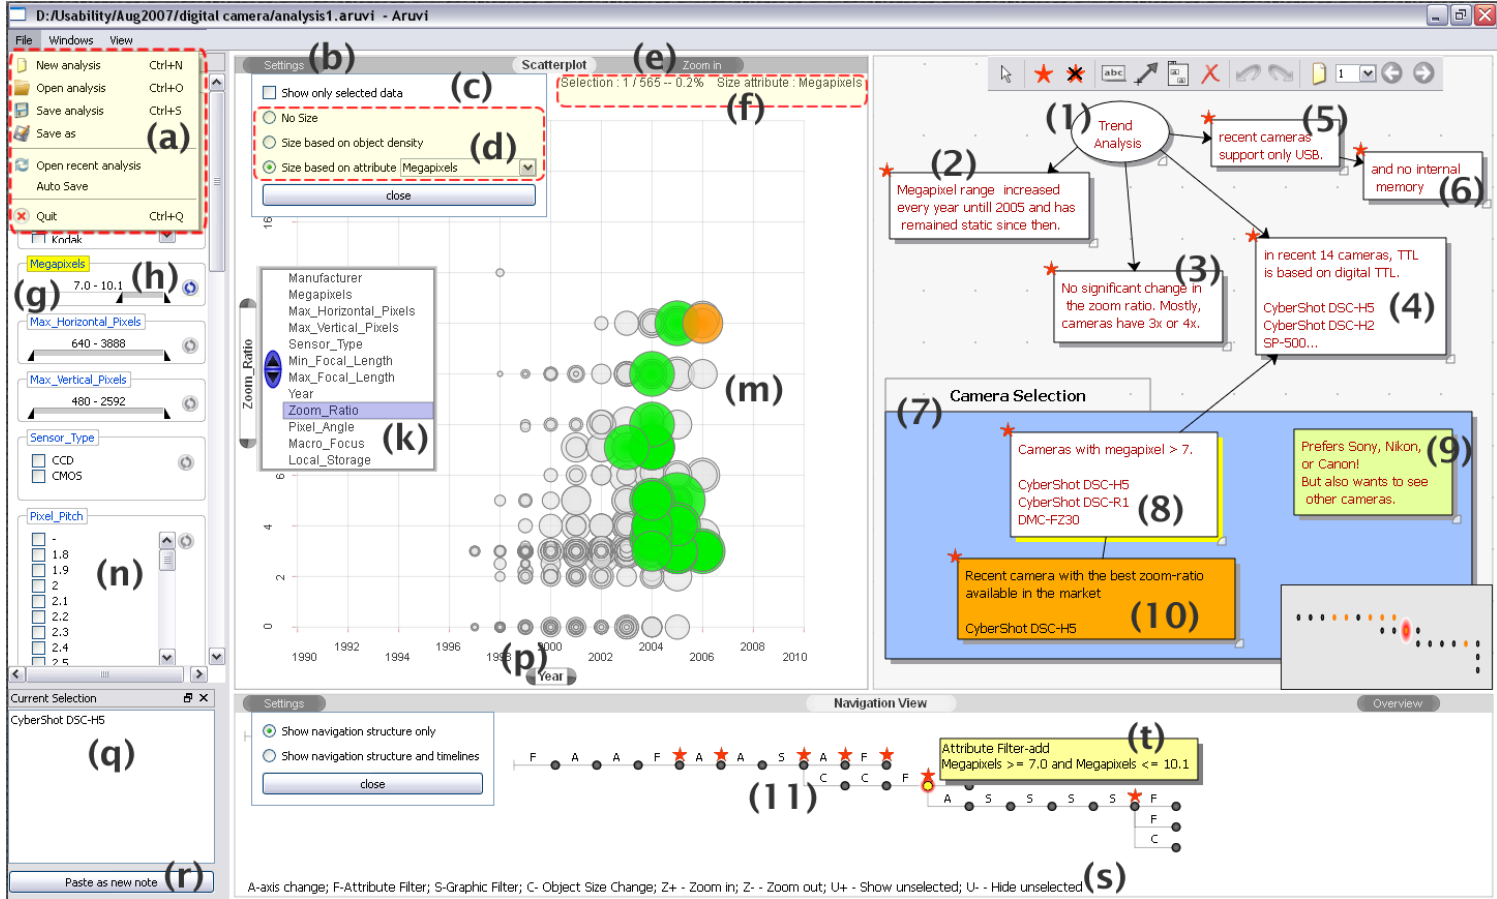 D:/Usability/Aug2007/digital camera/analysis1.aruvi - Aruvi
File Windows View
New analysis Ctrl+N
Open analysis Ctrl+O
Save analysis Ctrl+S
Save as
(a)
Open recent analysis
Auto Save
Quit Ctrl+Q
Kodak
Megapixels
7.0 - 10.1
(g)
(h)
Max_Horizontal_Pixels
640 - 3888
Max_Vertical_Pixels
480 - 2592
Sensor_Type
CCD
CMOS
Pixel_Pitch
-
1.8
1.9
2
2.1
2.2
2.3
2.4
2.5
(n)
Current Selection
CyberShot DSC-H5
(q)
Paste as new note
(r)
Settings
(b)
Scatterplot
(e)
Zoom in
Show only selected data
(c)
No Size
Size based on object density
(d)
Size based on attribute Megapixels
close
Selection : 1 / 565 -- 0.2% Size attribute : Megapixels
(f)
16
6
4
2
0
Zoom_Ratio
Manufacturer
Megapixels
Max_Horizontal_Pixels
Max_Vertical_Pixels
Sensor_Type
Min_Focal_Length
Max_Focal_Length
Year
Zoom_Ratio
Pixel_Angle
Macro_Focus
Local_Storage
(k)
(m)
1990 1992 1994 1996 1998 2000 2002 2004 2006 2010
(p)
Year
abc
1
(1)
Trend
Analysis
(5)
recent cameras
support only USB.
(2)
Megapixel range increased
every year untill 2005 and has
remained static since then.
and no internal
memory
(6)
(3)
No significant change in
the zoom ratio. Mostly,
cameras have 3x or 4x.
in recent 14 cameras, TTL
is based on digital TTL.
CyberShot DSC-H5
CyberShot DSC-H2
SP-500...
(4)
Camera Selection
(7)
Cameras with megapixel > 7.
CyberShot DSC-H5
CyberShot DSC-R1
DMC-FZ30
(8)
Prefers Sony, Nikon,
or Canon!
But also wants to see
other cameras.
(9)
Recent camera with the best zoom-ratio
available in the market
CyberShot DSC-H5
(10)
Settings
Navigation View
Overview
Show navigation structure only
Show navigation structure and timelines
close
F A A F A A S A F
C C F
A S S S S F
F
C
(11)
Attribute Filter-add
Megapixels >= 7.0 and Megapixels <= 10.1
(t)
A-axis change; F-Attribute Filter; S-Graphic Filter; C- Object Size Change; Z+ - Zoom in; Z- - Zoom out; U+ - Show unselected; U- - Hide unselected
(s)